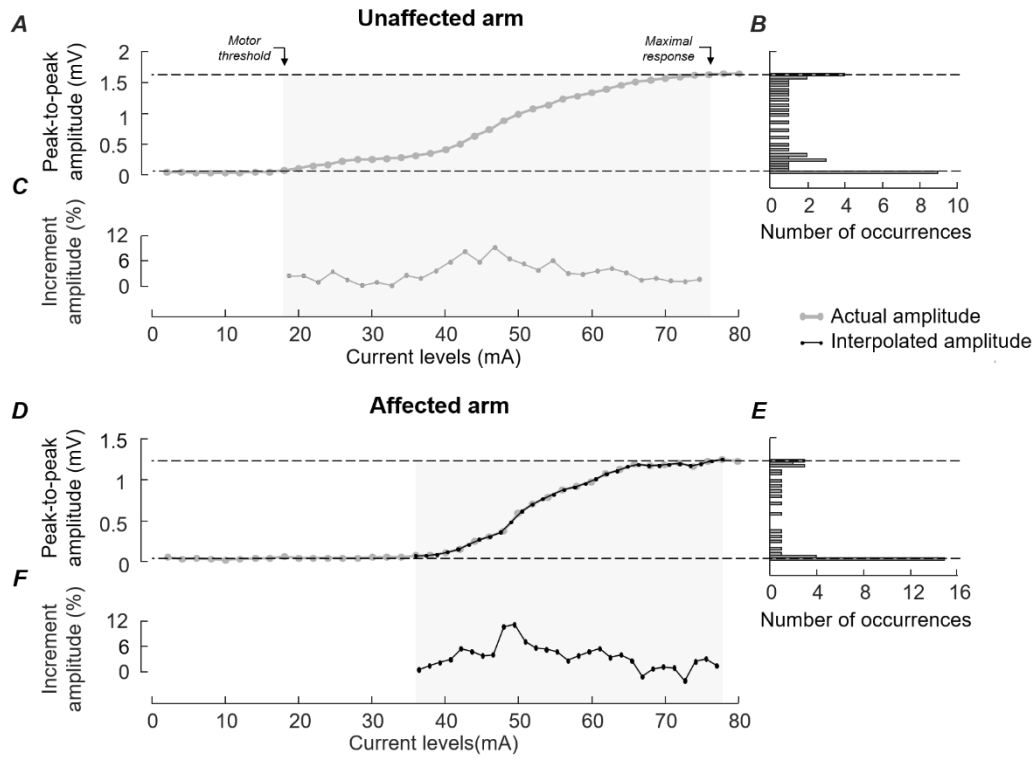 A
Unaffected arm
B
Motor
threshold
Maximal
response
Peak-to-peak
amplitude (mV)
2
1.5
1
0.5
0
0 2 4 6 8 10
Number of occurrences
C
Increment
amplitude (%)
12
6
0
0 10 20 30 40 50 60 70 80
Current levels (mA)
Actual amplitude
Interpolated amplitude
D
Affected arm
E
Peak-to-peak
amplitude (mV)
1.5
1
0.5
0
0 4 8 12 16
Number of occurrences
F
Increment
amplitude (%)
12
6
0
0 10 20 30 40 50 60 70 80
Current levels(mA)